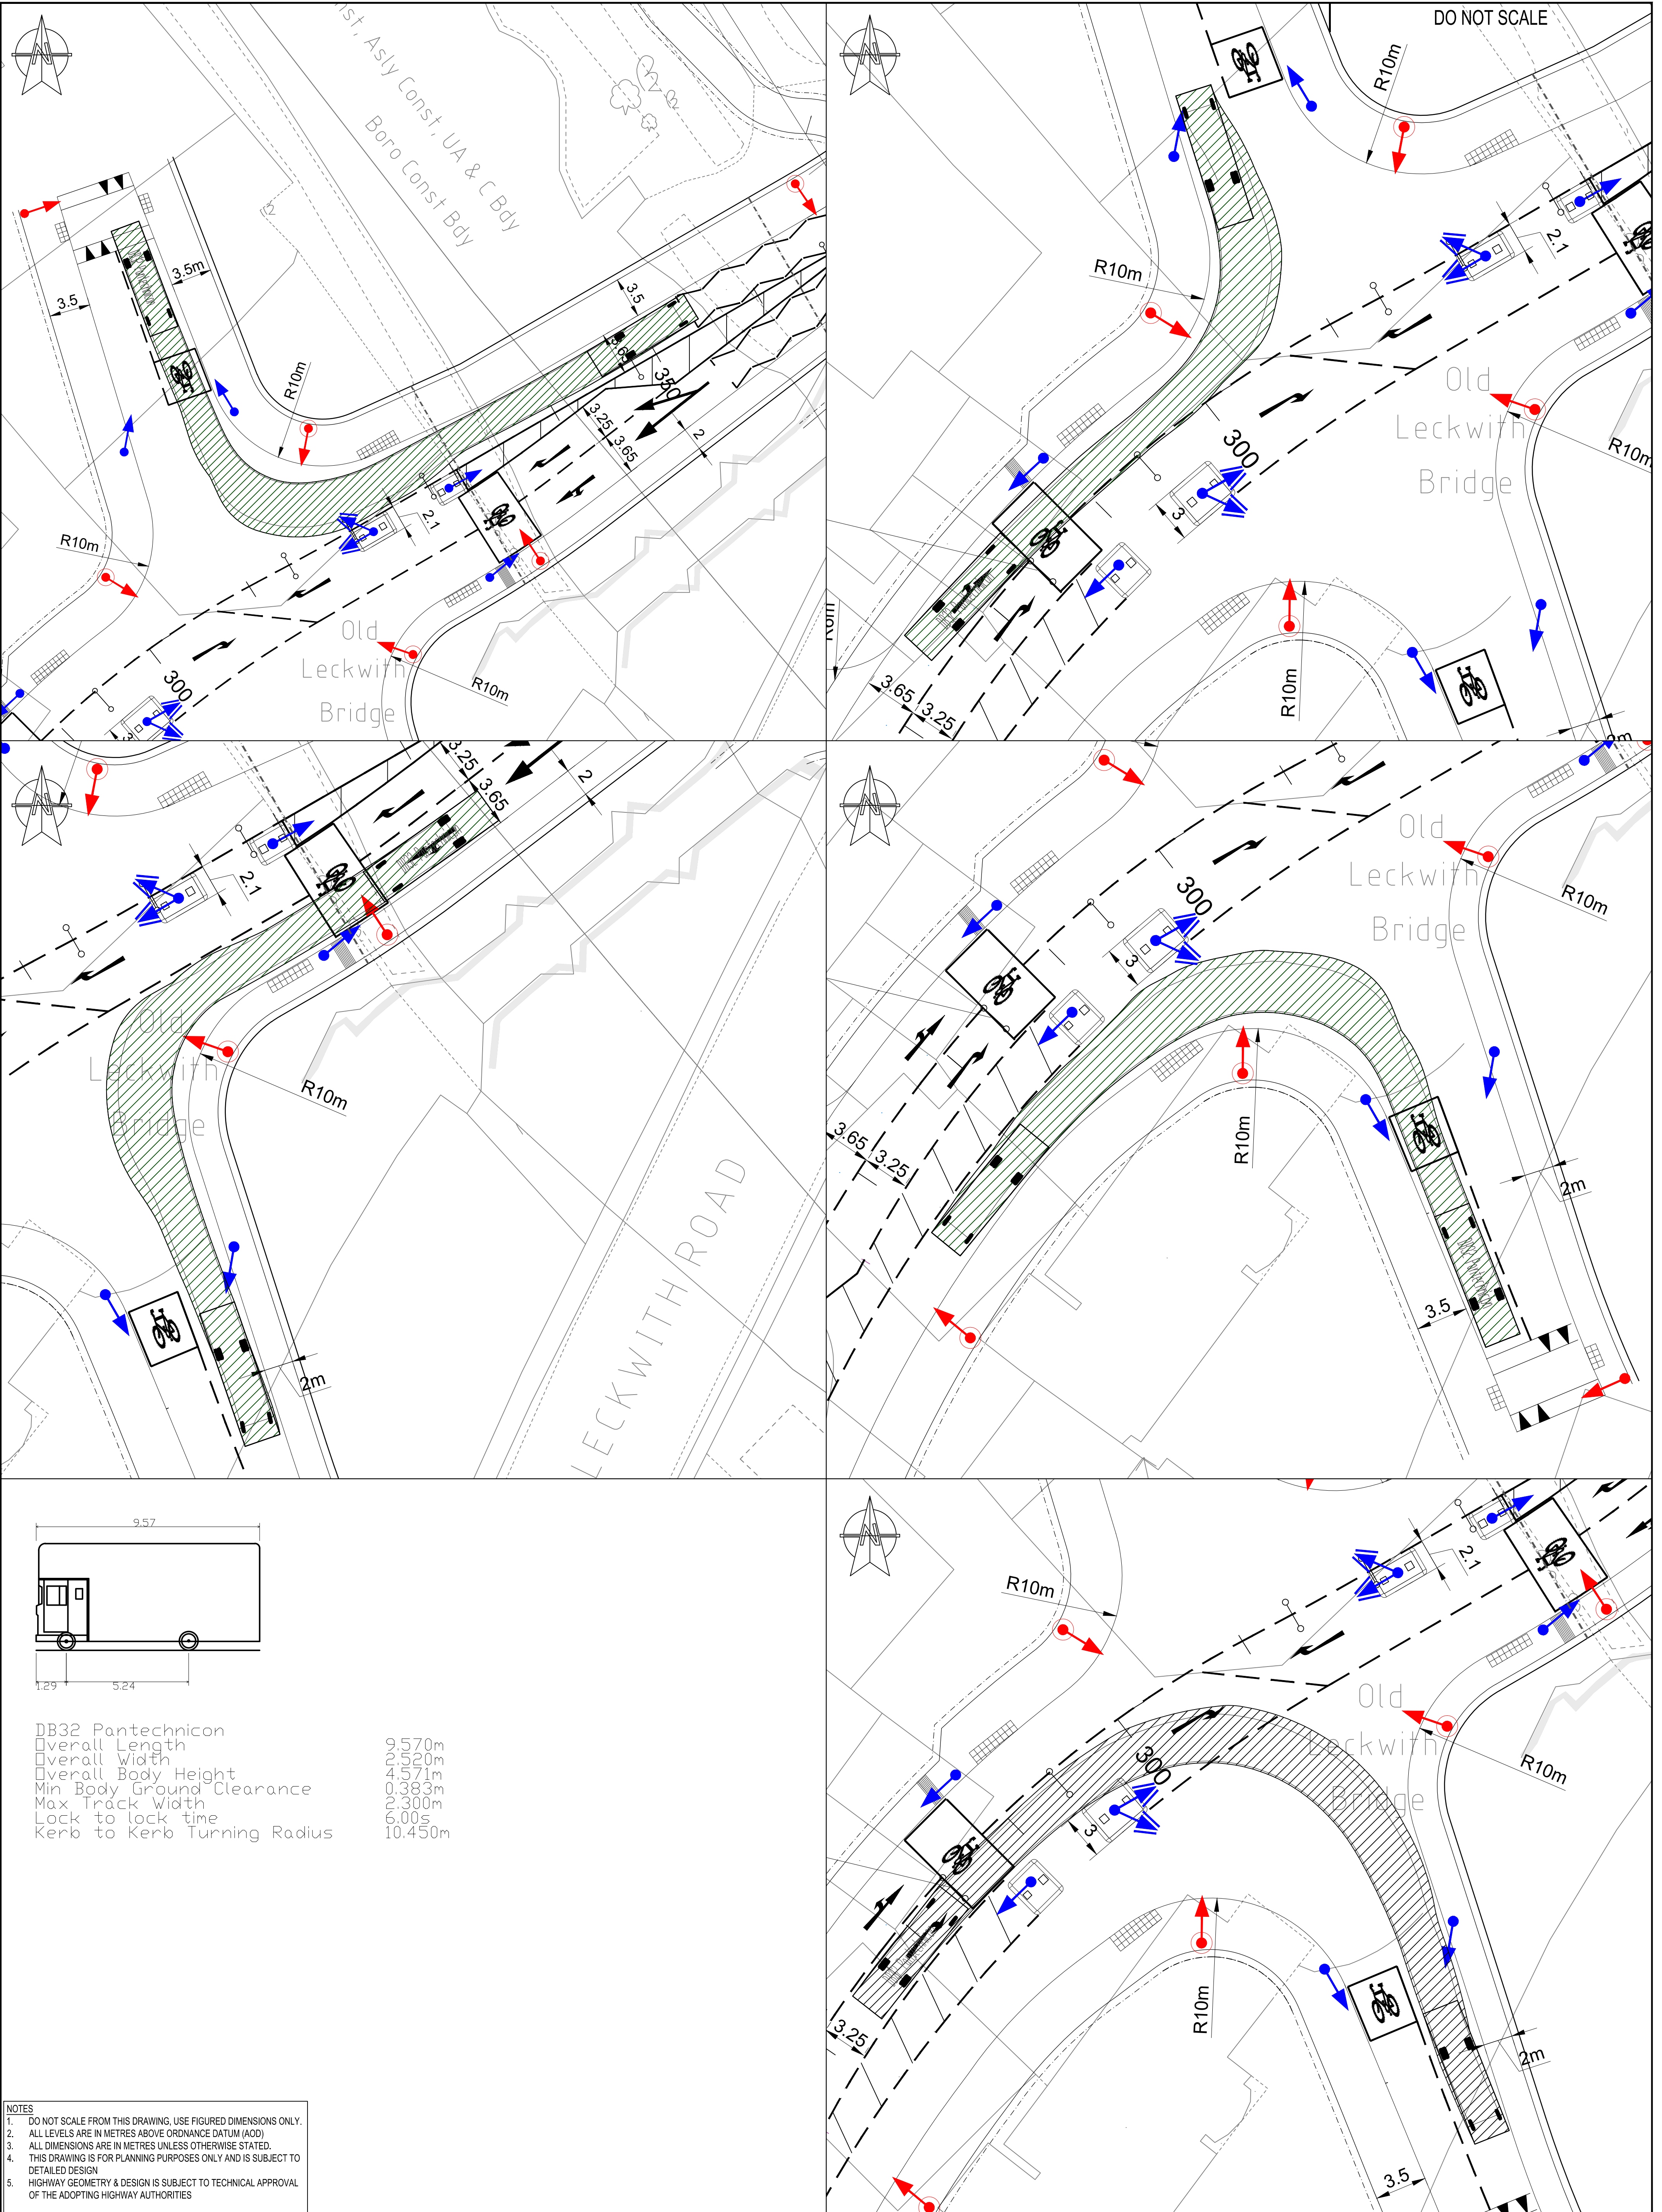 DO NOT SCALE
N
nst, Asly Const, UA & C Bdy
Boro Const Bdy
3.5
3.5m
R10m
3.5
3.65
350
3.25
3.65
2
2.1
R10m
300
3
Old
Leckwith
Bridge
R10m
N
R10m
2.1
R10m
300
3
Old
Leckwith
Bridge
R10m
R10m
R6m
3.65
3.25
2m
N
3.25
3.65
2
2.1
Old
Leckwith
Bridge
R10m
2m
LECKWITH ROAD
N
300
3
Old
Leckwith
Bridge
R10m
R10m
3.65
3.25
2m
3.5
9.57
1.29
5.24
DB32 Pantechnicon
Overall Length 9.570m
Overall Width 2.520m
Overall Body Height 4.571m
Min Body Ground Clearance 0.383m
Max Track Width 2.300m
Lock to lock time 6.00s
Kerb to Kerb Turning Radius 10.450m
N
R10m
2.1
300
3
Old
Leckwith
Bridge
R10m
R10m
3.25
2m
3.5
NOTES
1. DO NOT SCALE FROM THIS DRAWING, USE FIGURED DIMENSIONS ONLY.
2. ALL LEVELS ARE IN METRES ABOVE ORDNANCE DATUM (AOD)
3. ALL DIMENSIONS ARE IN METRES UNLESS OTHERWISE STATED.
4. THIS DRAWING IS FOR PLANNING PURPOSES ONLY AND IS SUBJECT TO
DETAILED DESIGN
5. HIGHWAY GEOMETRY & DESIGN IS SUBJECT TO TECHNICAL APPROVAL
OF THE ADOPTING HIGHWAY AUTHORITIES